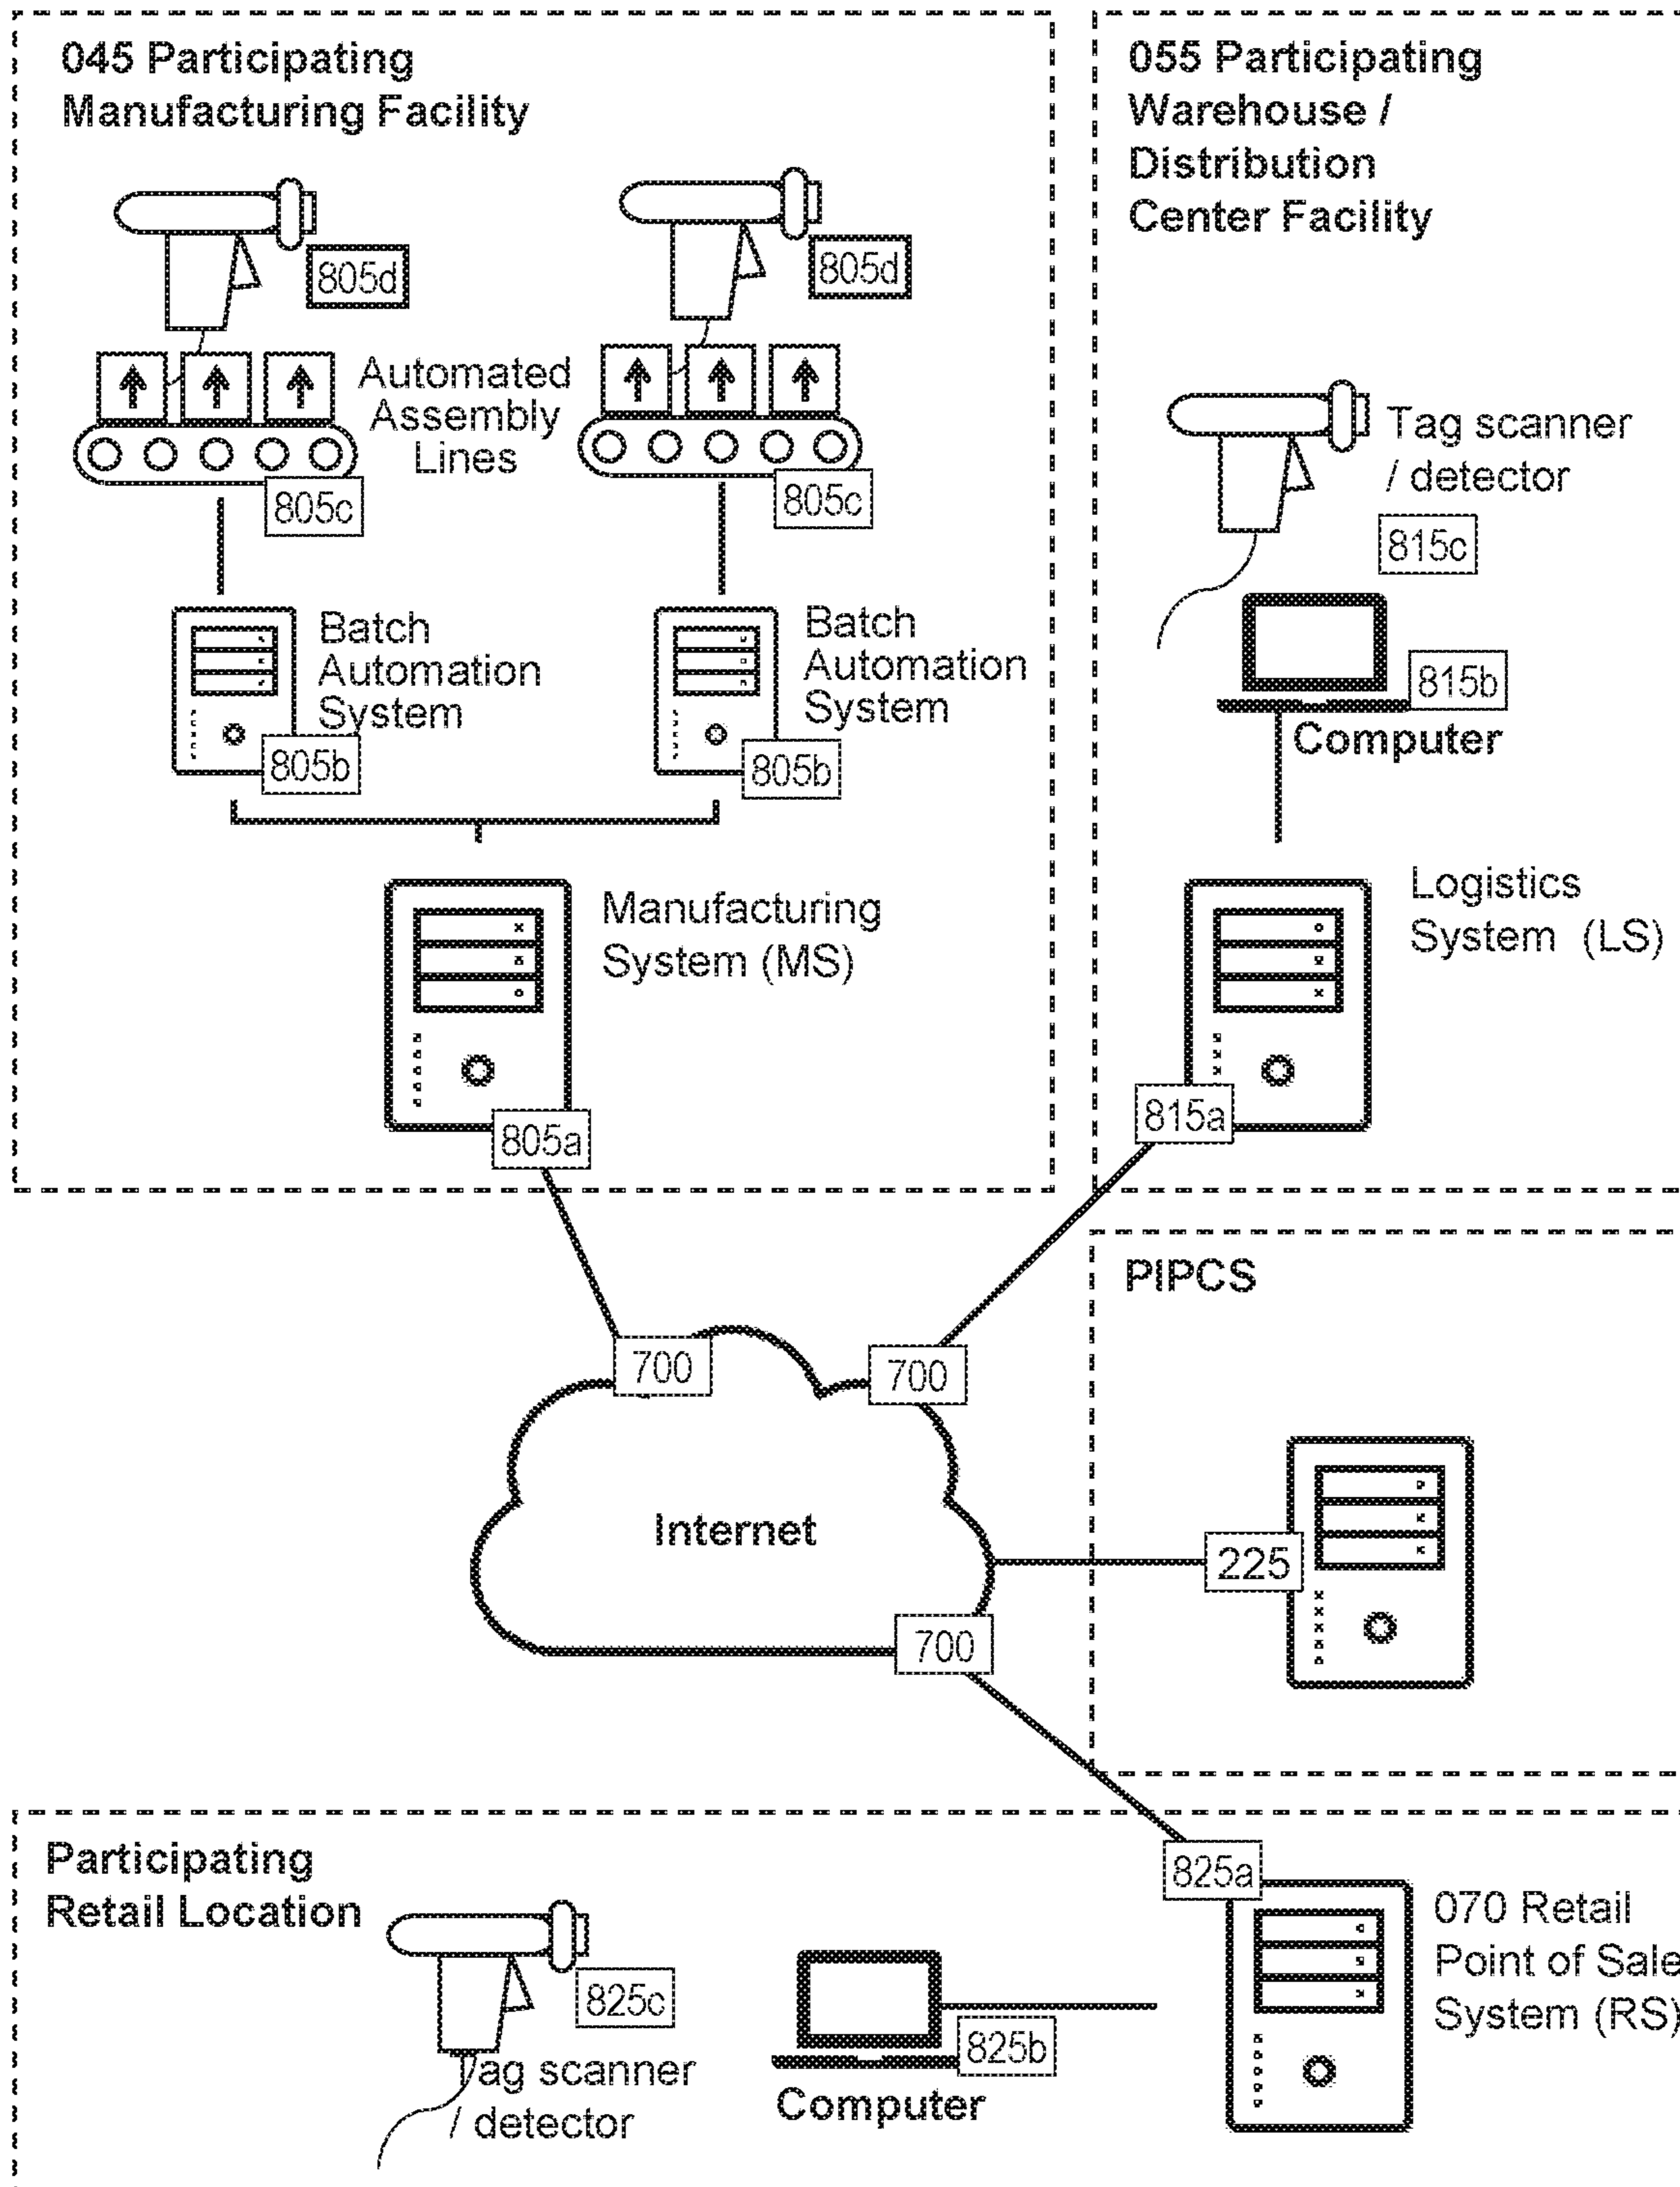 045 Participating
Manufacturing Facility
805d
805d
Automated
Assembly
Lines
805c
805c
Batch
Automation
System
805b
Batch
Automation
System
805b
Manufacturing
System (MS)
805a
055 Participating
Warehouse /
Distribution
Center Facility
Tag scanner
/ detector
815c
815b
Computer
Logistics
System (LS)
815a
PIPCS
700
700
Internet
225
700
Participating
Retail Location
825c
Tag scanner
/ detector
825b
Computer
825a
070 Retail
Point of Sale
System (RS)